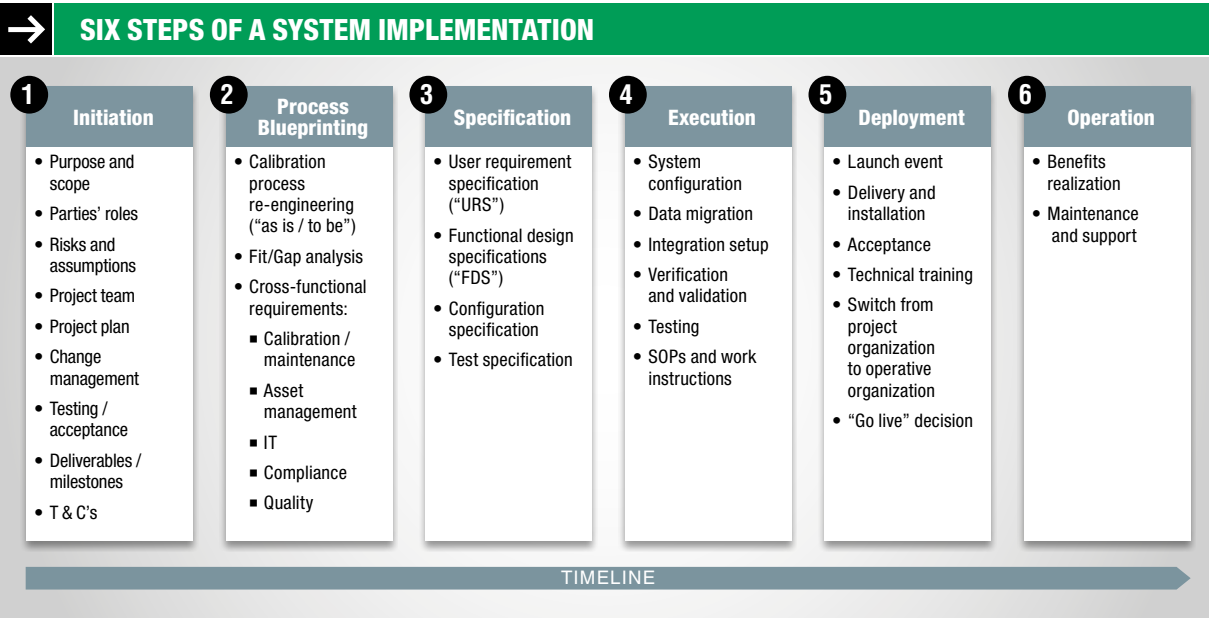 SIX STEPS OF A SYSTEM IMPLEMENTATION
1
Initiation
• Purpose and
scope
• Parties’ roles
• Risks and
assumptions
• Project team
• Project plan
• Change
management
• Testing /
acceptance
• Deliverables /
milestones
• T & C’s
2
Process
Blueprinting
• Calibration
process
re-engineering
(“as is / to be”)
• Fit/Gap analysis
• Cross-functional
requirements:
■ Calibration /
maintenance
■ Asset
management
■ IT
■ Compliance
■ Quality
3
Specification
• User requirement
specification
(“URS”)
• Functional design
specifications
(“FDS”)
• Configuration
specification
• Test specification
4
Execution
• System
configuration
• Data migration
• Integration setup
• Verification
and validation
• Testing
• SOPs and work
instructions
5
Deployment
• Launch event
• Delivery and
installation
• Acceptance
• Technical training
• Switch from
project
organization
to operative
organization
• “Go live” decision
6
Operation
• Benefits
realization
• Maintenance
and support
TIMELINE